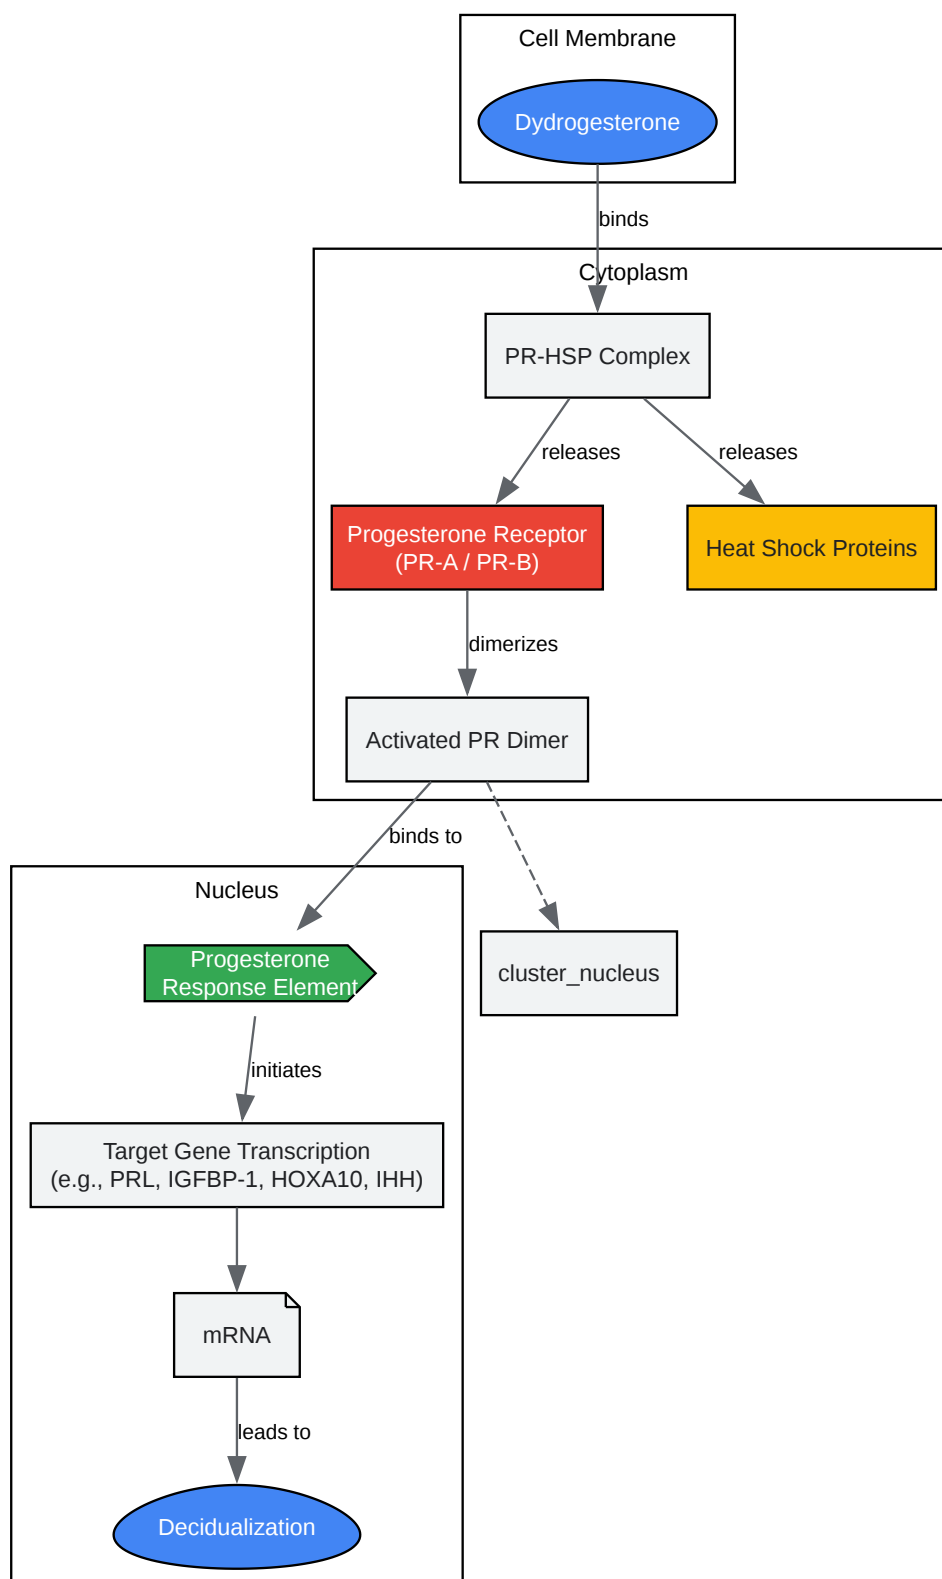 Cell Membrane
Dydrogesterone
binds
Cytoplasm
PR-HSP Complex
releases
releases
Progesterone Receptor
(PR-A / PR-B)
Heat Shock Proteins
dimerizes
Activated PR Dimer
binds to
Nucleus
Progesterone
Response Element
cluster_nucleus
initiates
Target Gene Transcription
(e.g., PRL, IGFBP-1, HOXA10, IHH)
mRNA
leads to
Decidualization